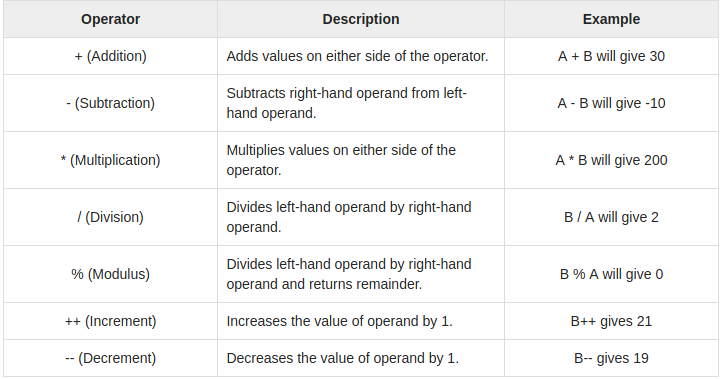 Operator Description Example
+ (Addition) Adds values on either side of the operator. A + B will give 30
- (Subtraction) Subtracts right-hand operand from left-
hand operand. A - B will give -10
* (Multiplication) Multiplies values on either side of the
operator. A * B will give 200
/ (Division) Divides left-hand operand by right-hand
operand. B / A will give 2
% (Modulus) Divides left-hand operand by right-hand
operand and returns remainder. B % A will give 0
++ (Increment) Increases the value of operand by 1. B++ gives 21
-- (Decrement) Decreases the value of operand by 1. B-- gives 19